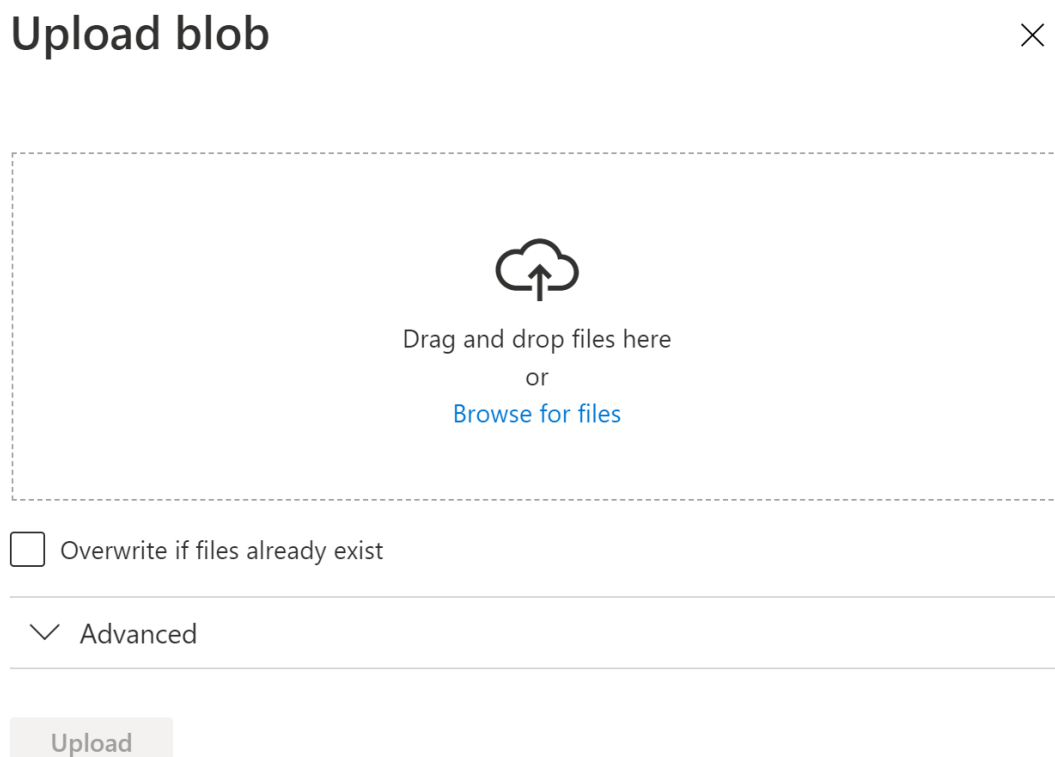 Upload blob
Drag and drop files here
or
Browse for files
Overwrite if files already exist
Advanced
Upload